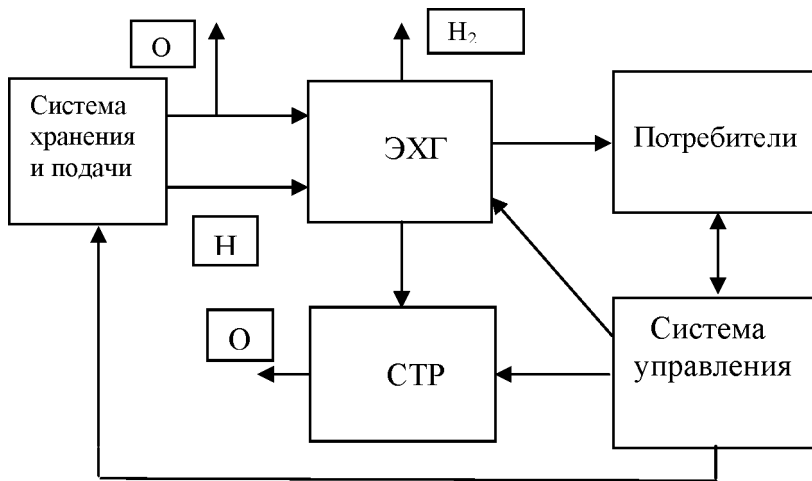 О
Н₂
Система
хранения
и подачи
ЭХГ
Потребители
Н
О
СТР
Система
управления